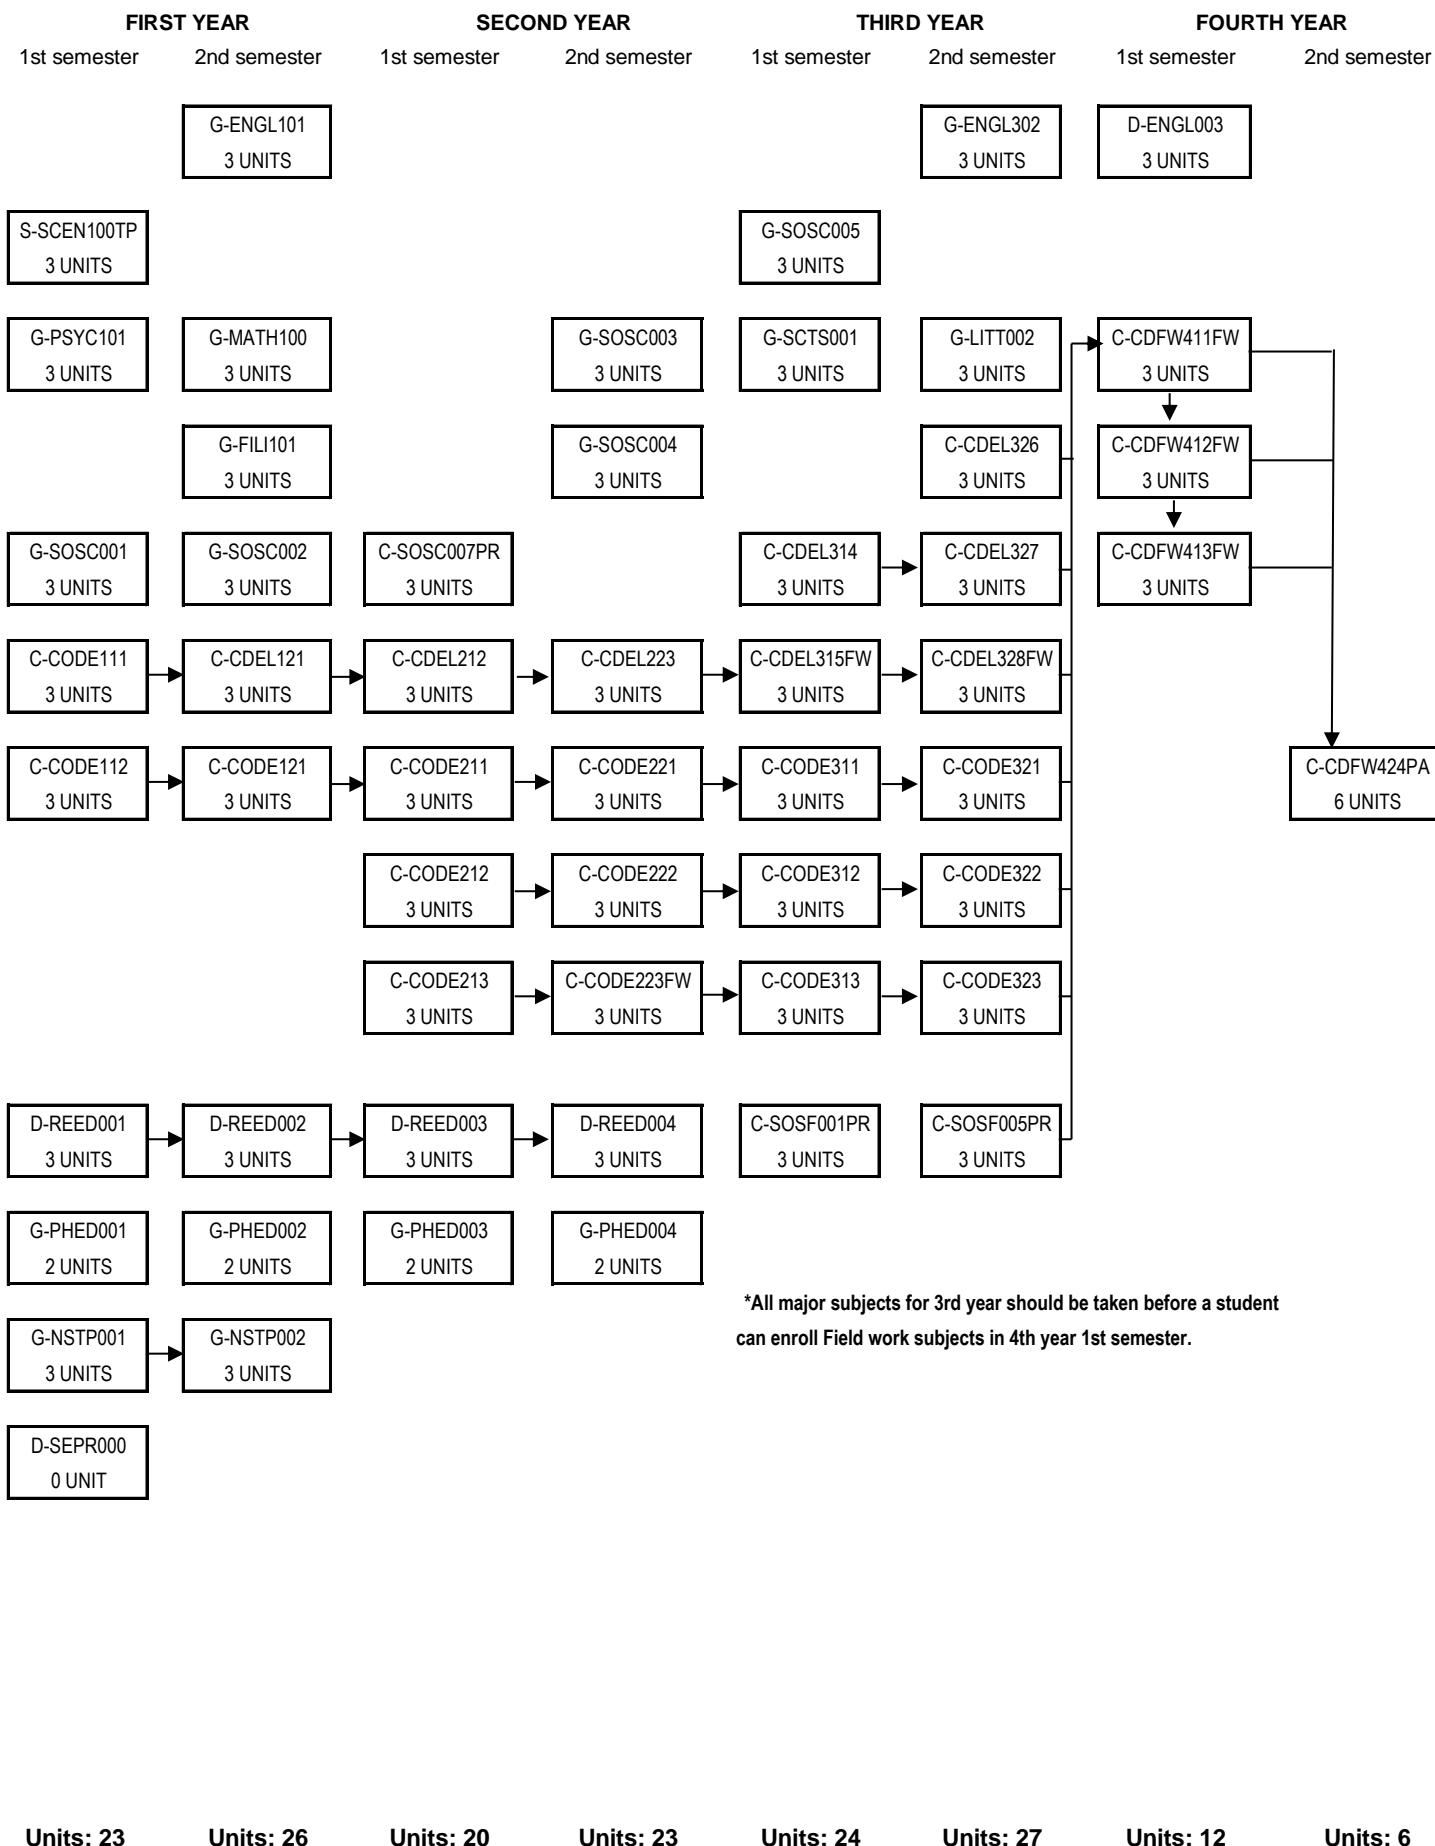 FIRST YEAR SECOND YEAR THIRD YEAR FOURTH YEAR
1st semester 2nd semester 1st semester 2nd semester 1st semester 2nd semester 1st semester 2nd semester
G-ENGL101 G-ENGL302 D-ENGL003
3 UNITS 3 UNITS 3 UNITS
S-SCEN100TP G-SOSC005
3 UNITS 3 UNITS
G-PSYC101 G-MATH100 G-SOSC003 G-SCTS001 G-LITT002 C-CDFW411FW
3 UNITS 3 UNITS 3 UNITS 3 UNITS 3 UNITS 3 UNITS
G-FILI101 G-SOSC004 C-CDEL326 C-CDFW412FW
3 UNITS 3 UNITS 3 UNITS 3 UNITS
G-SOSC001 G-SOSC002 C-SOSC007PR C-CDEL314 C-CDEL327 C-CDFW413FW
3 UNITS 3 UNITS 3 UNITS 3 UNITS 3 UNITS 3 UNITS
C-CODE111 C-CDEL121 C-CDEL212 C-CDEL223 C-CDEL315FW C-CDEL328FW
3 UNITS 3 UNITS 3 UNITS 3 UNITS 3 UNITS 3 UNITS
C-CODE112 C-CODE121 C-CODE211 C-CODE221 C-CODE311 C-CODE321 C-CDFW424PA
3 UNITS 3 UNITS 3 UNITS 3 UNITS 3 UNITS 3 UNITS 6 UNITS
C-CODE212 C-CODE222 C-CODE312 C-CODE322
3 UNITS 3 UNITS 3 UNITS 3 UNITS
C-CODE213 C-CODE223FW C-CODE313 C-CODE323
3 UNITS 3 UNITS 3 UNITS 3 UNITS
D-REED001 D-REED002 D-REED003 D-REED004 C-SOSF001PR C-SOSF005PR
3 UNITS 3 UNITS 3 UNITS 3 UNITS 3 UNITS 3 UNITS
G-PHED001 G-PHED002 G-PHED003 G-PHED004
2 UNITS 2 UNITS 2 UNITS 2 UNITS
*All major subjects for 3rd year should be taken before a student
can enroll Field work subjects in 4th year 1st semester.
G-NSTP001 G-NSTP002
3 UNITS 3 UNITS
D-SEPR000
0 UNIT
Units: 23 Units: 26 Units: 20 Units: 23 Units: 24 Units: 27 Units: 12 Units: 6